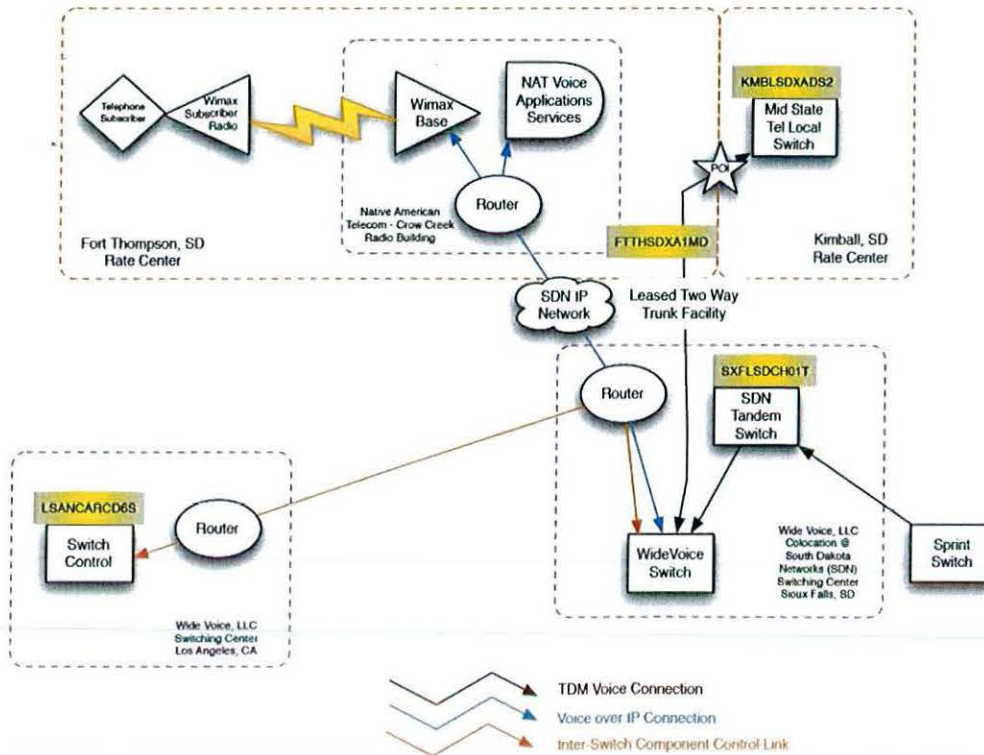 Telephone
Subscriber
Wimax
Subscriber
Radio
Wimax
Base
NAT Voice
Applications
Services
KMBLSDXADS2
Mid State
Tel Local
Switch
POI
Router
Native American
Telecom - Crow Creek
Radio Building
Fort Thompson, SD
Rate Center
FTTHSDXA1MD
Kimball, SD
Rate Center
SDN IP
Network
Leased Two Way
Trunk Facility
SXFLSDCH01T
SDN
Tandem
Switch
Router
LSANCARCD6S
Switch
Control
Router
WideVoice
Switch
Wide Voice, LLC
Colocation @
South Dakota
Networks (SDN)
Switching Center
Sioux Falls, SD
Sprint
Switch
Wide Voice, LLC
Switching Center
Los Angeles, CA
TDM Voice Connection
Voice over IP Connection
Inter-Switch Component Control Link